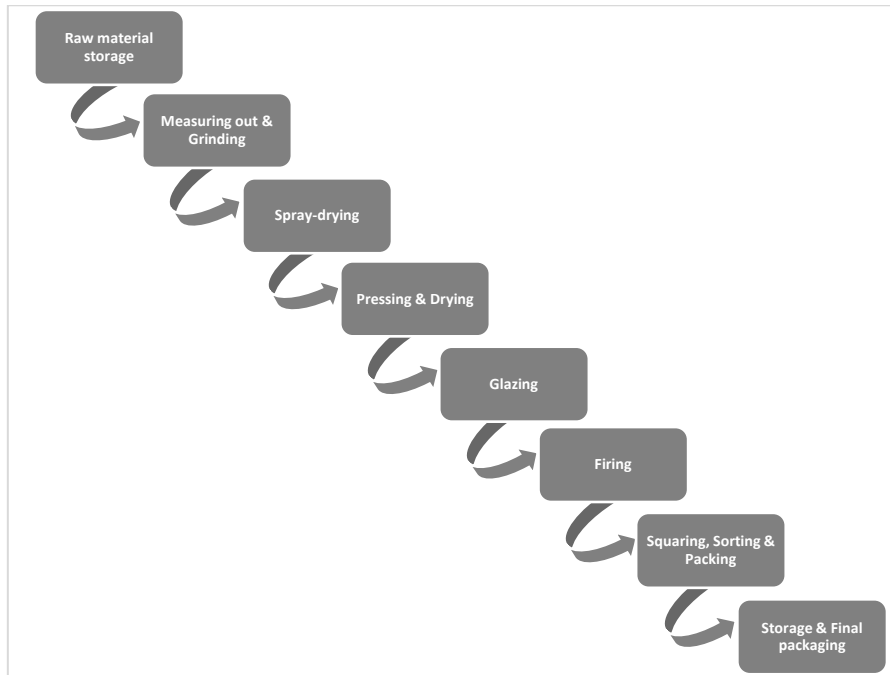 Raw material
storage
Measuring out &
Grinding
Spray-drying
Pressing & Drying
Glazing
Firing
Squaring, Sorting &
Packing
Storage & Final
packaging